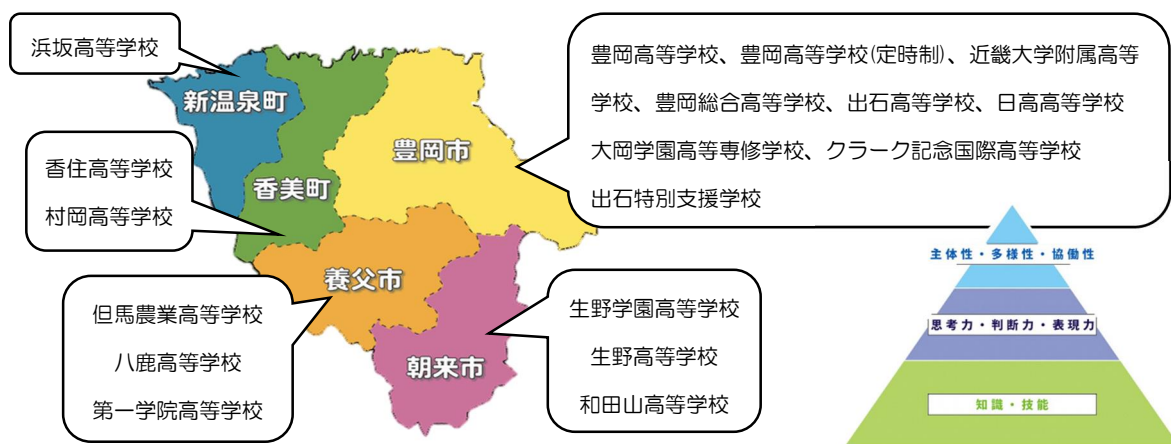 浜坂高等学校
新温泉町
香住高等学校
村岡高等学校
香美町
豊岡市
豊岡高等学校、豊岡高等学校(定時制)、近畿大学附属高等
学校、豊岡総合高等学校、出石高等学校、日高高等学校
大岡学園高等専修学校、クラーク記念国際高等学校
出石特別支援学校
養父市
但馬農業高等学校
八鹿高等学校
第一学院高等学校
朝来市
生野学園高等学校
生野高等学校
和田山高等学校
主体性・多様性・協働性
思考力・判断力・表現力
知識・技能